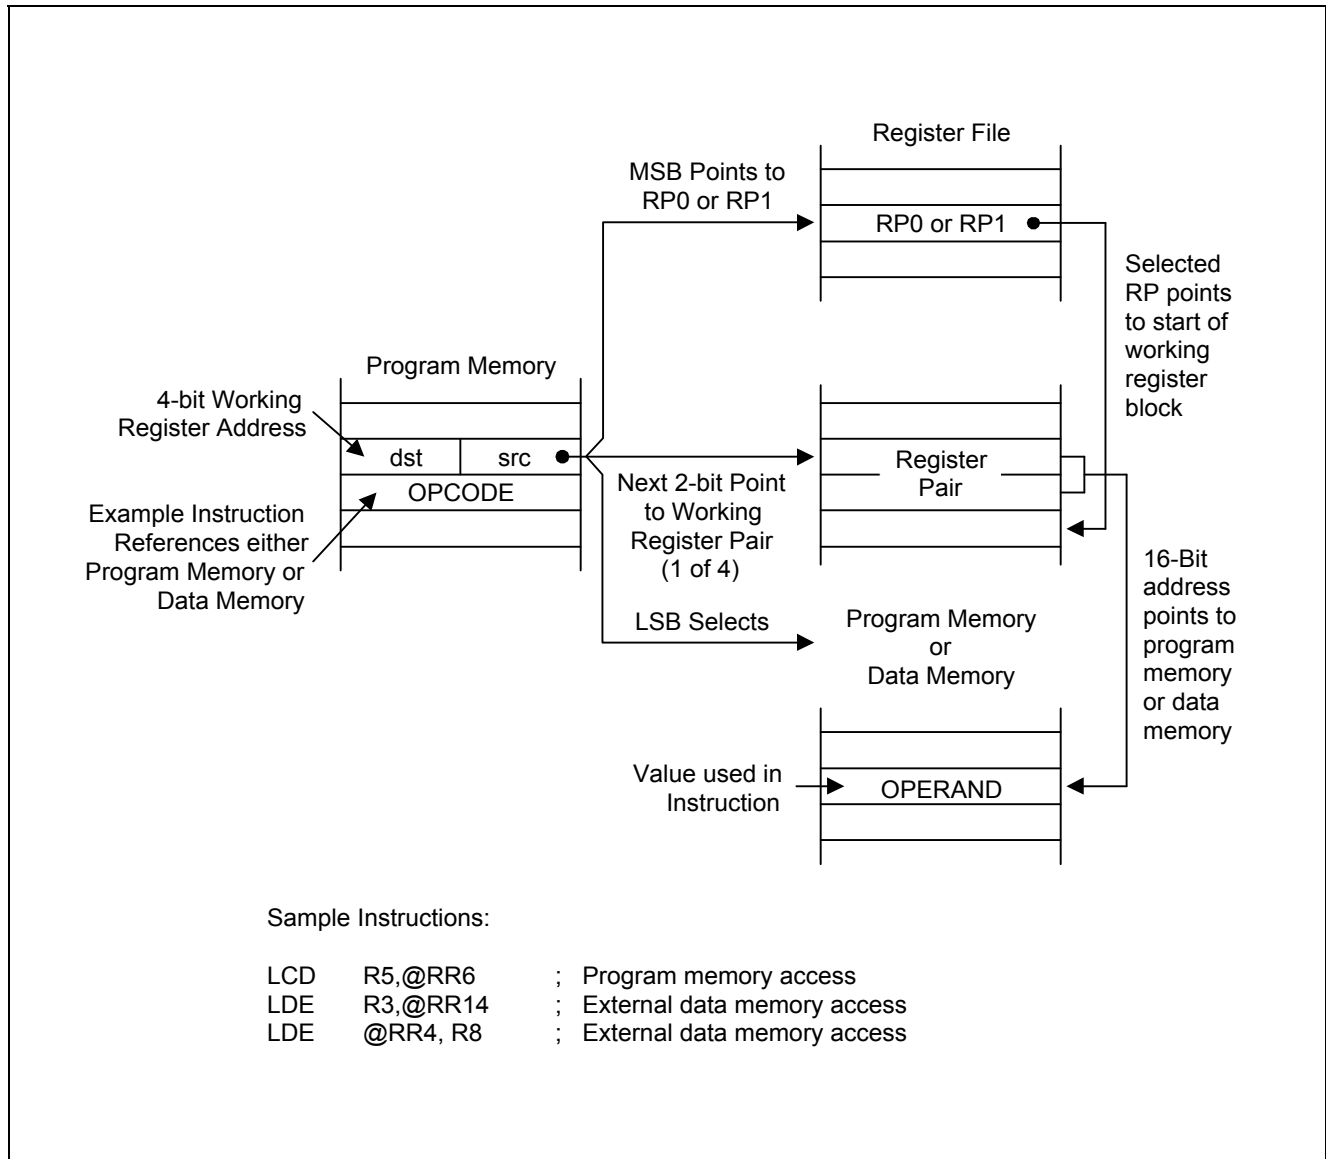 Register File
MSB Points to
RP0 or RP1
RP0 or RP1
Selected
RP points
to start of
working
register
block
Program Memory
4-bit Working
Register Address
dst
src
OPCODE
Example Instruction
References either
Program Memory or
Data Memory
Register
Pair
Next 2-bit Point
to Working
Register Pair
(1 of 4)
LSB Selects
Program Memory
or
Data Memory
16-Bit
address
points to
program
memory
or data
memory
Value used in
Instruction
OPERAND
Sample Instructions:
LCD R5,@RR6 ; Program memory access
LDE R3,@RR14 ; External data memory access
LDE @RR4, R8 ; External data memory access